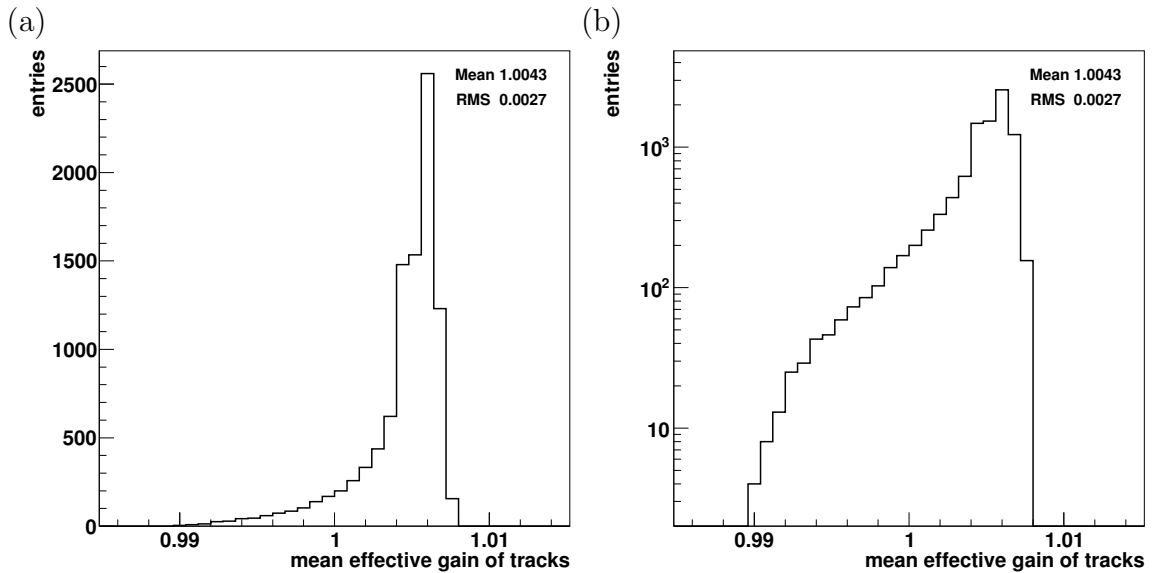 (a)
entries
Mean 1.0043
RMS 0.0027
2500
2000
1500
1000
500
0
0.99 1 1.01
mean effective gain of tracks
(b)
entries
Mean 1.0043
RMS 0.0027
10³
10²
10
0.99 1 1.01
mean effective gain of tracks